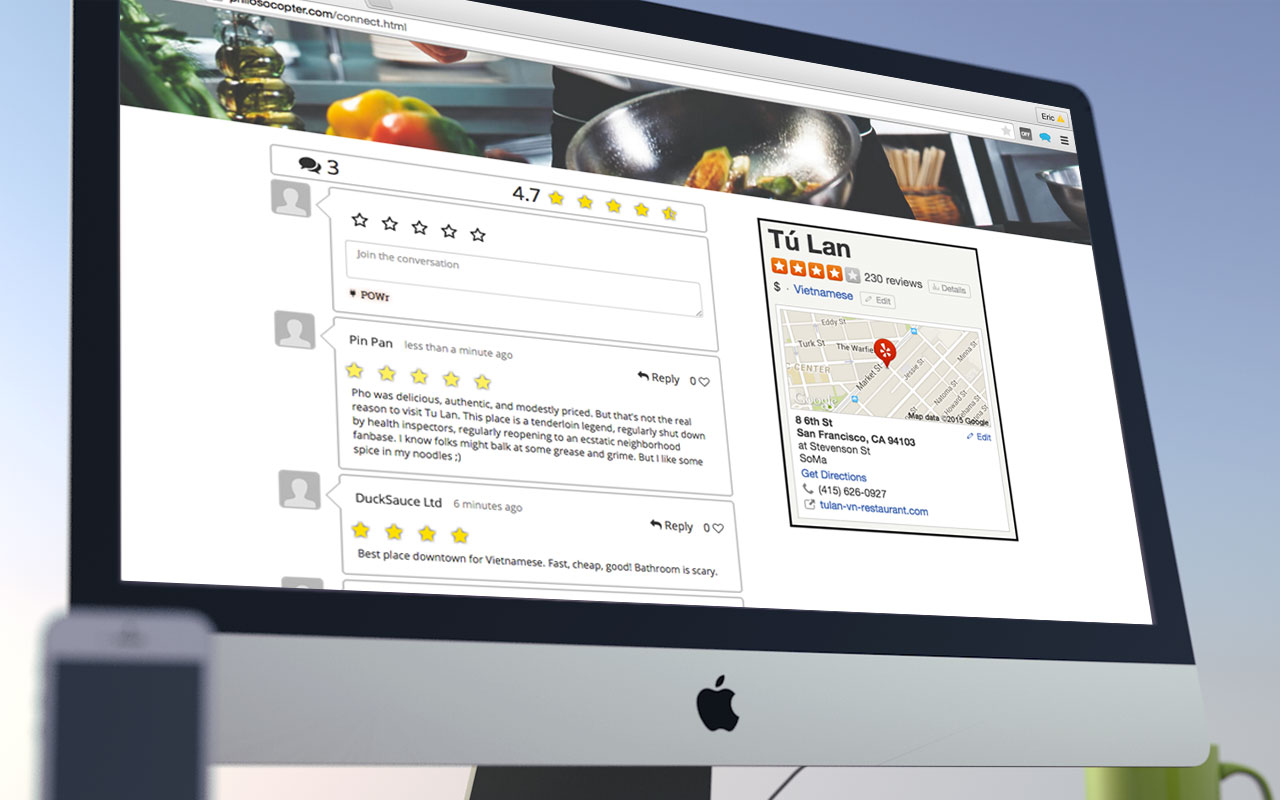 philosocopter.com/connect.html
Eric
OFF
3
4.7
Join the conversation
POWr
Pin Pan less than a minute ago
Reply 0
Pho was delicious, authentic, and modestly priced. But that's not the real
reason to visit Tu Lan. This place is a tenderloin legend, regularly shut down
by health inspectors, regularly reopening to an ecstatic neighborhood
fanbase. I know folks might balk at some grease and grime. But I like some
spice in my noodles ;)
DuckSauce Ltd 6 minutes ago
Reply 0
Best place downtown for Vietnamese. Fast, cheap, good! Bathroom is scary.
Tú Lan
230 reviews Details
$ · Vietnamese Edit
Eddy St
Turk St
The Warfie
CENTER
Market St
Jessie St
Mina St
Natoma St
Howard St
Map data ©2015 Google
8 6th St
San Francisco, CA 94103
Edit
at Stevenson St
SoMa
Get Directions
(415) 626-0927
tulan-vn-restaurant.com